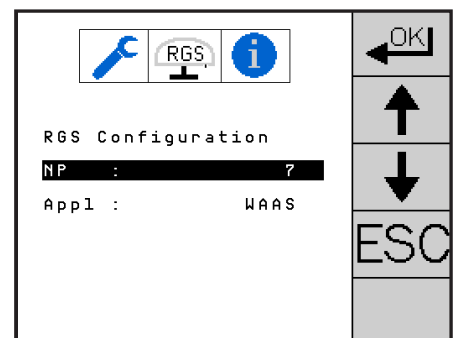 RGS
i
OK
RGS Configuration
NP : 7
Appl : WAAS
ESC